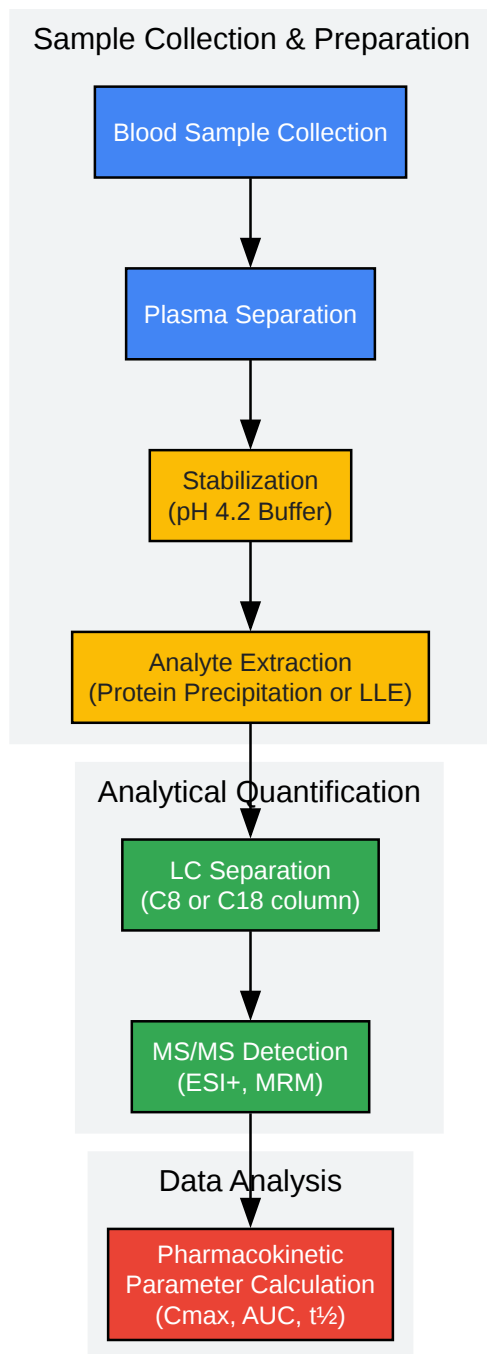 Sample Collection & Preparation
Blood Sample Collection
Plasma Separation
Stabilization
(pH 4.2 Buffer)
Analyte Extraction
(Protein Precipitation or LLE)
Analytical Quantification
LC Separation
(C8 or C18 column)
MS/MS Detection
(ESI+, MRM)
Data Analysis
Pharmacokinetic
Parameter Calculation
(Cmax, AUC, t½)